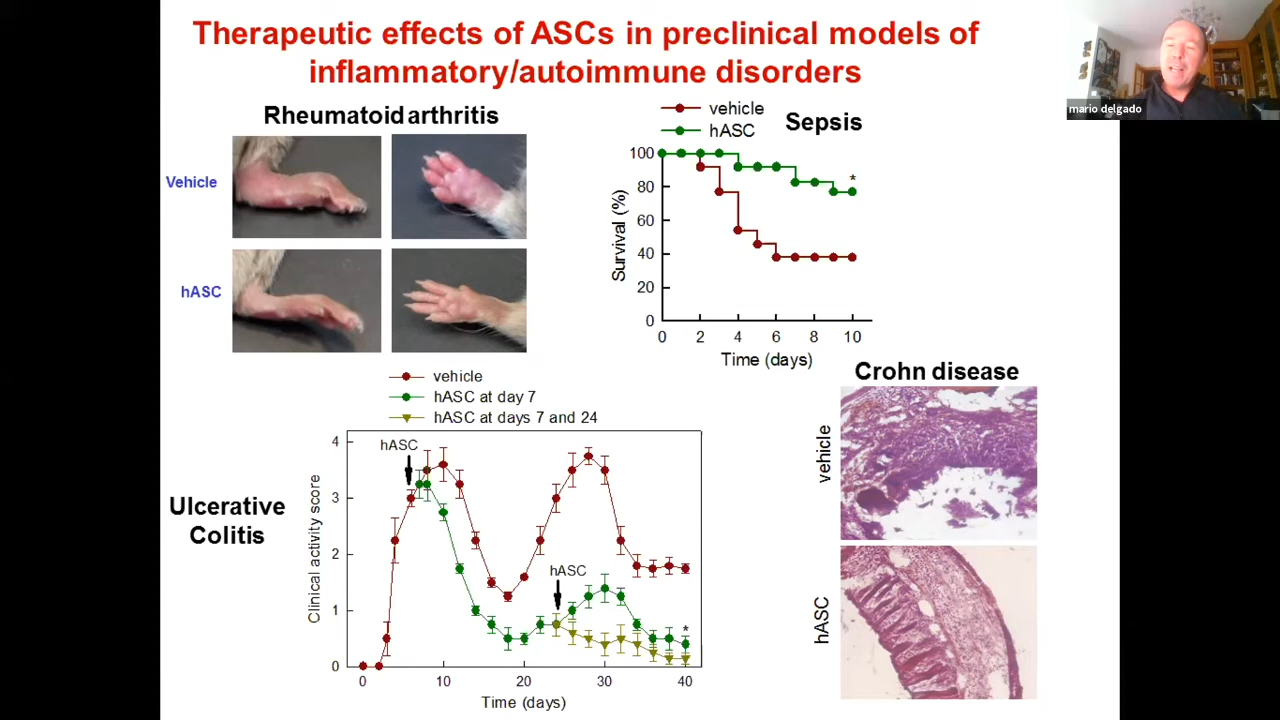 Therapeutic effects of ASCs in preclinical models of
inflammatory/autoimmune disorders
mario delgado
Rheumatoid arthritis
Vehicle
hASC
vehicle
hASC
Sepsis
100
80
60
40
20
0
*
Survival (%)
0 2 4 6 8 10
Time (days)
Ulcerative
Colitis
vehicle
hASC at day 7
hASC at days 7 and 24
hASC
hASC
4
3
2
1
0
*
Clinical activity score
0 10 20 30 40
Time (days)
Crohn disease
vehicle
hASC